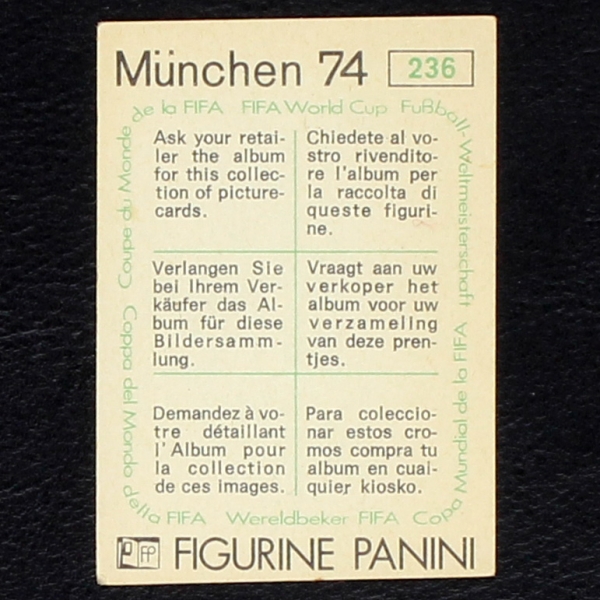 München 74 236
de la FIFA FIFA World Cup Fußball-Weltmeisterschaft
Ask your retai-
ler the album
for this collec-
tion of picture-
cards.
Chiedete al vo-
stro rivendito-
re l'album per
la raccolta di
queste figuri-
ne.
Verlangen Sie
bei Ihrem Ver-
käufer das Al-
bum für diese
Bildersamm-
lung.
Vraagt aan uw
verkoper het
album voor uw
verzameling
van deze pren-
tjes.
Demandez à vo-
tre détaillant
l'Album pour
la collection
de ces images.
Para coleccio-
nar estos cro-
mos compra tu
album en cual-
quier kiosko.
Coupe du Monde
Coppa del Mondo
Copa Mundial de la FIFA
della FIFA Wereldbeker FIFA
FP FIGURINE PANINI